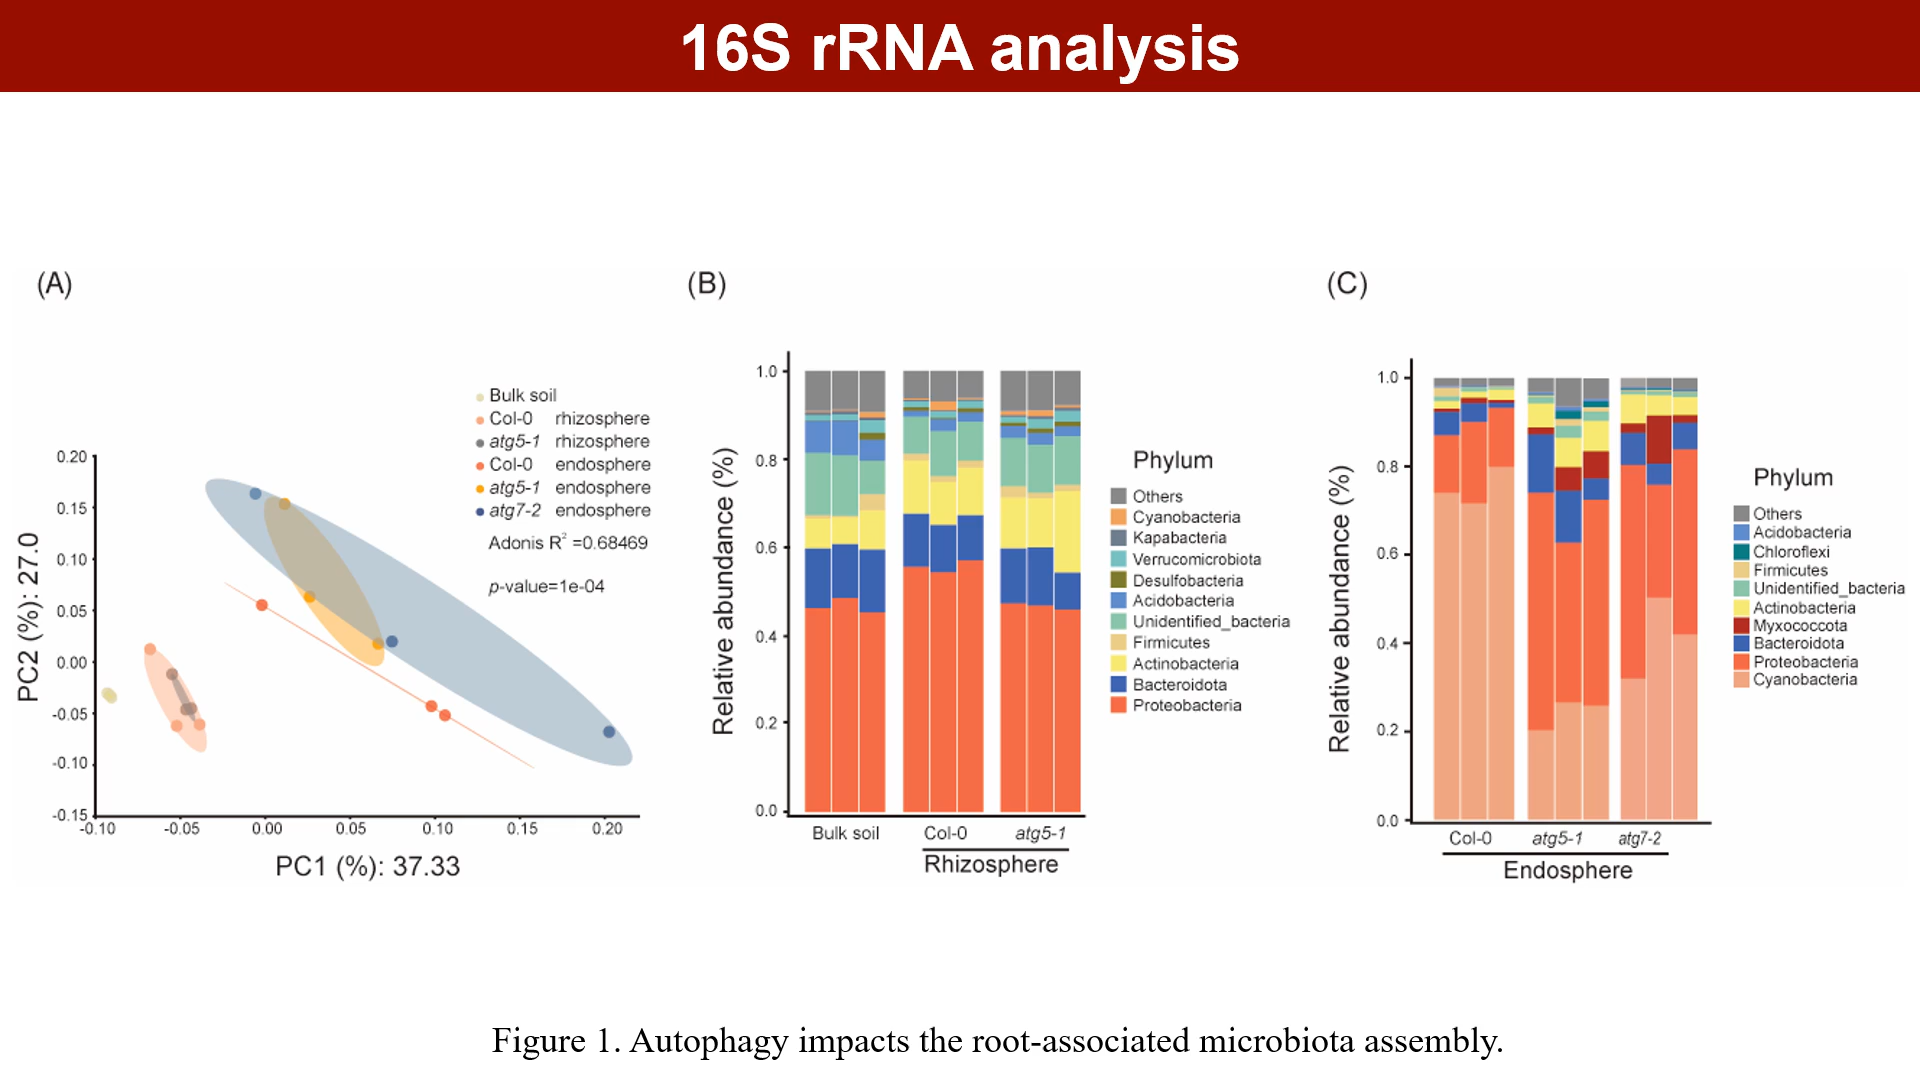 16S rRNA analysis
(A)
Bulk soil
Col-0 rhizosphere
atg5-1 rhizosphere
Col-0 endosphere
atg5-1 endosphere
atg7-2 endosphere
Adonis R² =0.68469
p-value=1e-04
PC2 (%): 27.0
0.20
0.15
0.10
0.05
0.00
-0.05
-0.10
-0.15
-0.10 -0.05 0.00 0.05 0.10 0.15 0.20
PC1 (%): 37.33
(B)
Relative abundance (%)
1.0
0.8
0.6
0.4
0.2
0.0
Bulk soil Col-0 atg5-1
Rhizosphere
Phylum
Others
Cyanobacteria
Kapabacteria
Verrucomicrobiota
Desulfobacteria
Acidobacteria
Unidentified_bacteria
Firmicutes
Actinobacteria
Bacteroidota
Proteobacteria
(C)
Relative abundance (%)
1.0
0.8
0.6
0.4
0.2
0.0
Col-0 atg5-1 atg7-2
Endosphere
Phylum
Others
Acidobacteria
Chloroflexi
Firmicutes
Unidentified_bacteria
Actinobacteria
Myxococcota
Bacteroidota
Proteobacteria
Cyanobacteria
Figure 1. Autophagy impacts the root-associated microbiota assembly.